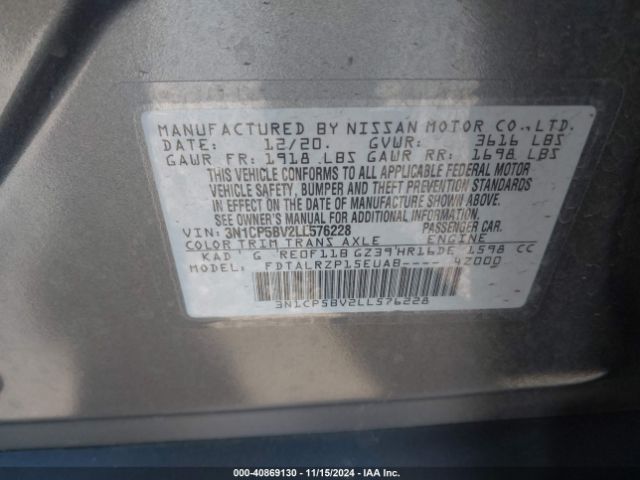 MANUFACTURED BY NISSAN MOTOR CO.,LTD.
DATE: 12/20. GVWR: 3616 LBS
GAWR FR: 1918 LBS GAWR RR: 1698 LBS
THIS VEHICLE CONFORMS TO ALL APPLICABLE FEDERAL MOTOR
VEHICLE SAFETY, BUMPER AND THEFT PREVENTION STANDARDS
IN EFFECT ON THE DATE OF MANUFACTURE SHOWN ABOVE.
SEE OWNER'S MANUAL FOR ADDITIONAL INFORMATION.
VIN: 3N1CP5BV2LL576228 PASSENGER CAR.
COLOR TRIM TRANS AXLE ENGINE
KAD G RE0F11B GZ39 HR16DE 1598 CC
MODEL: FDTALRZP15EUAB---- 42000
3N1CP5BV2LL576228
000-40869130 - 11/15/2024 - IAA Inc.